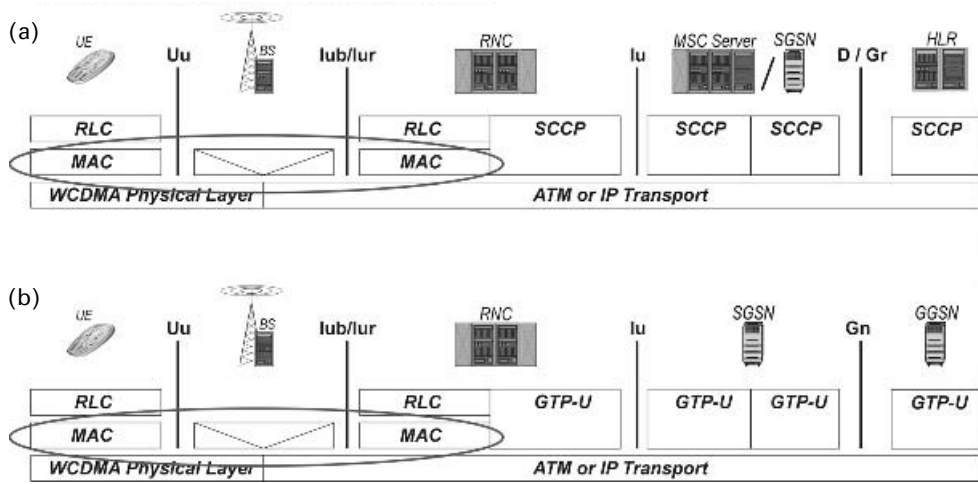 (a)
UE Uu BS Iub/Iur RNC Iu MSC Server / SGSN D / Gr HLR
RLC RLC SCCP SCCP SCCP SCCP
MAC MAC
WCDMA Physical Layer ATM or IP Transport
(b)
UE Uu BS Iub/Iur RNC Iu SGSN Gn GGSN
RLC RLC GTP-U GTP-U GTP-U GTP-U
MAC MAC
WCDMA Physical Layer ATM or IP Transport